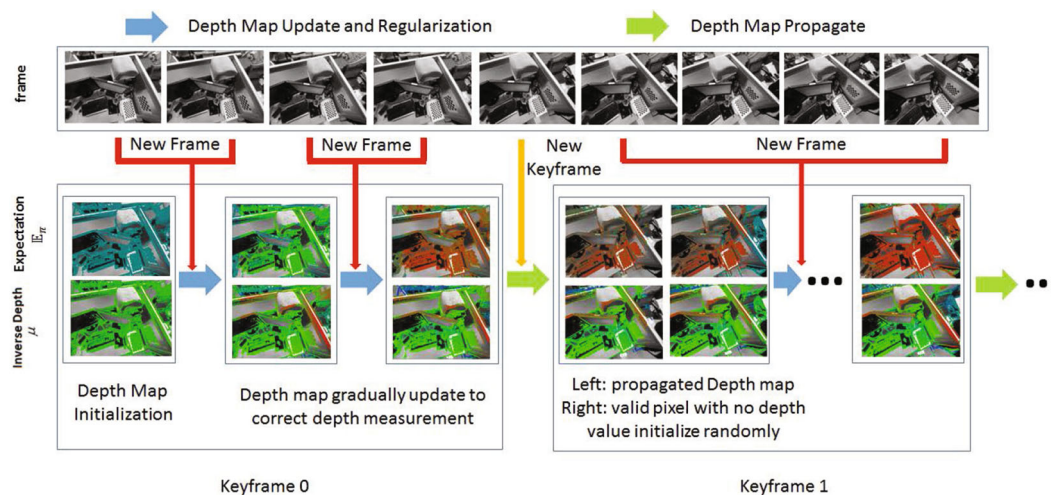 Depth Map Update and Regularization
Depth Map Propagate
frame
New Frame
New Frame
New
Keyframe
New Frame
Expectation
𝔼π
Inverse Depth
μ
Depth Map
Initialization
Depth map gradually update to
correct depth measurement
Left: propagated Depth map
Right: valid pixel with no depth
value initialize randomly
Keyframe 0
Keyframe 1